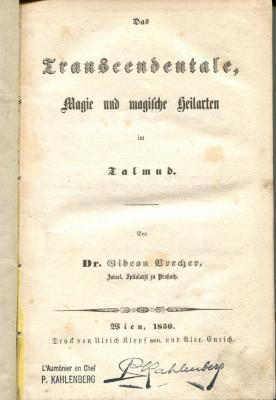 Das
Transcendentale,
Magie und magische Heilarten
im
Talmud.
Von
Dr. Gideon Brecher,
Israel. Spitalarzt zu Proßnitz.
Wien, 1850.
Druck von Ulrich Klopf sen. und Alex. Eurich.
L'Aumônier en Chef
P. KAHLENBERG
P. Kahlenberg